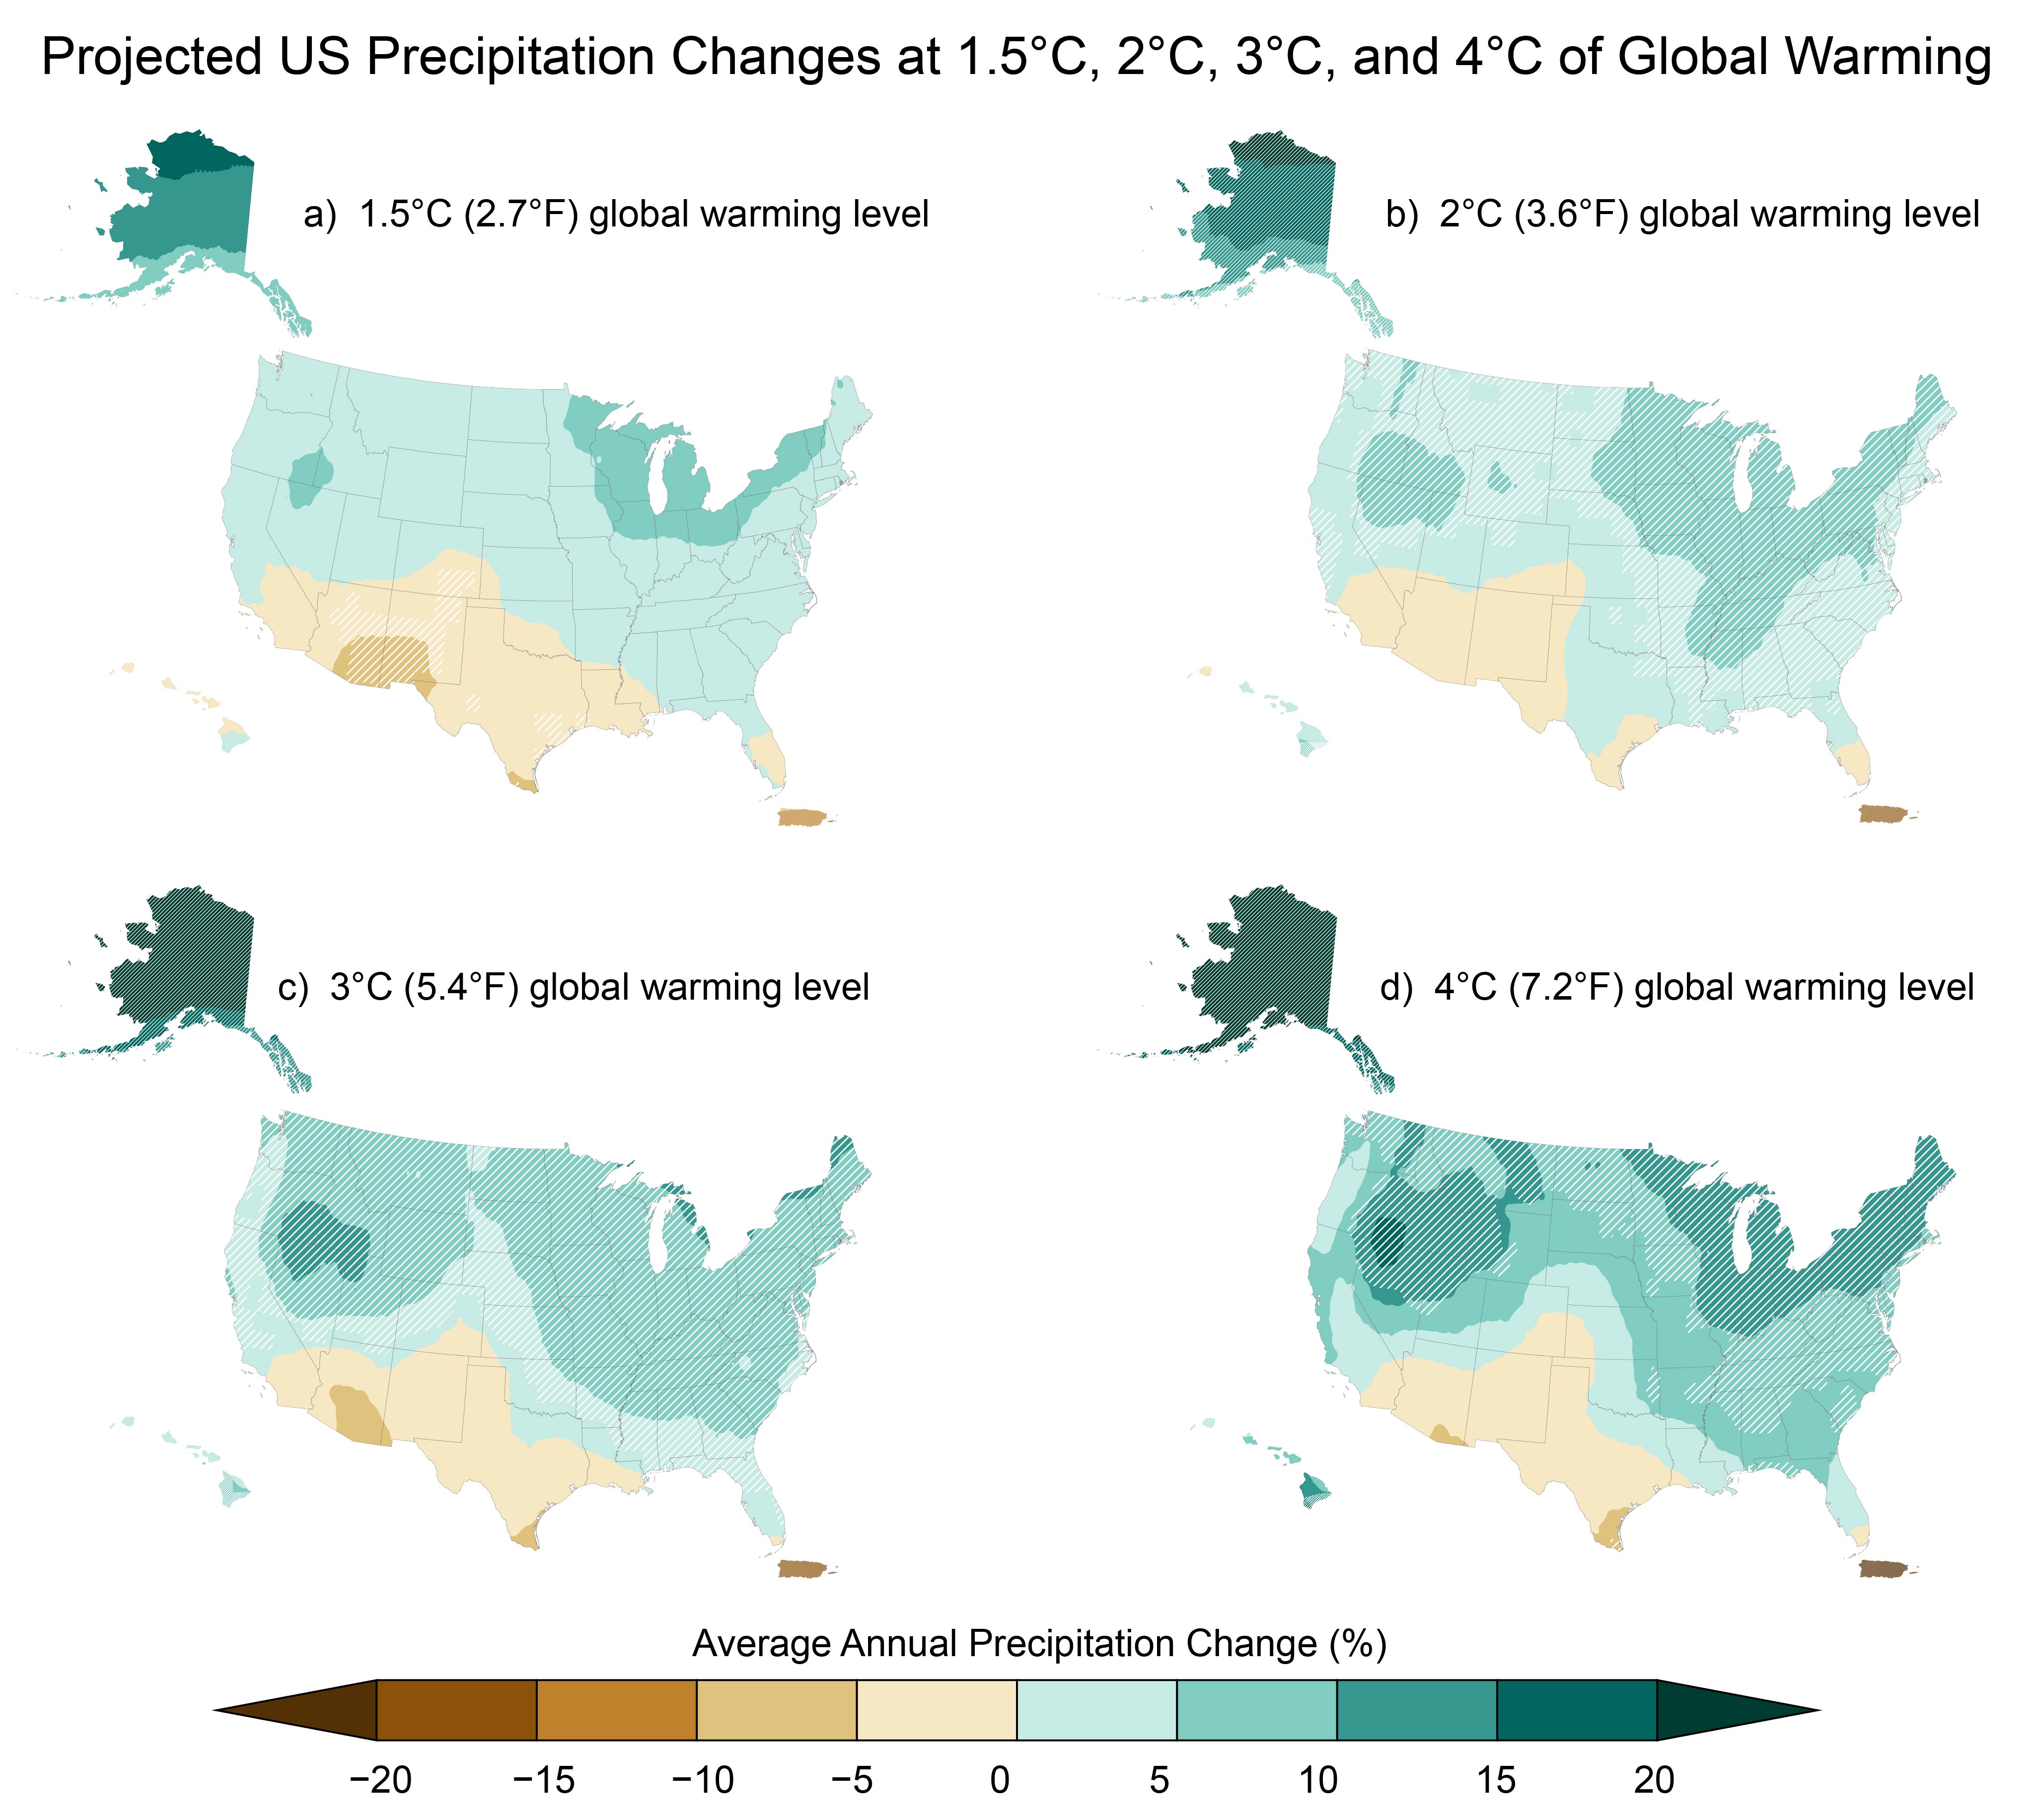 Projected US Precipitation Changes at 1.5°C, 2°C, 3°C, and 4°C of Global Warming
a) 1.5°C (2.7°F) global warming level
b) 2°C (3.6°F) global warming level
c) 3°C (5.4°F) global warming level
d) 4°C (7.2°F) global warming level
Average Annual Precipitation Change (%)
−20 −15 −10 −5 0 5 10 15 20